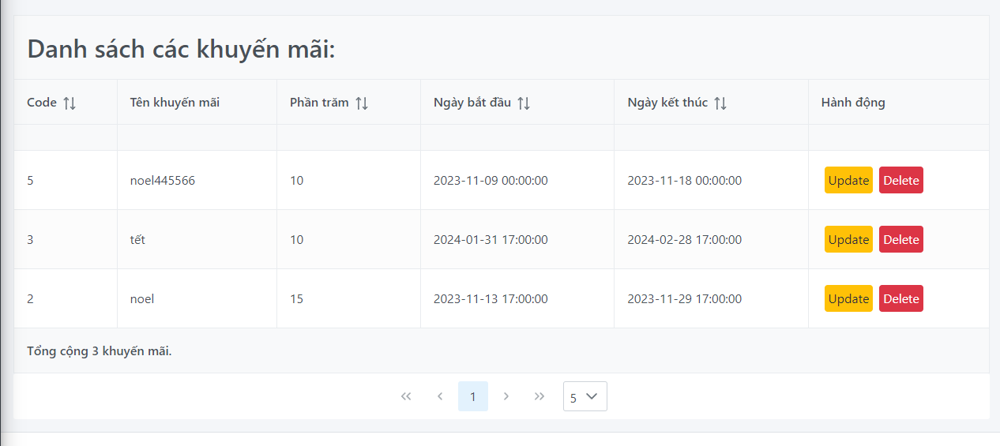 Danh sách các khuyến mãi:
Code Tên khuyến mãi Phần trăm Ngày bắt đầu Ngày kết thúc Hành động
5 noel445566 10 2023-11-09 00:00:00 2023-11-18 00:00:00 Update Delete
3 tết 10 2024-01-31 17:00:00 2024-02-28 17:00:00 Update Delete
2 noel 15 2023-11-13 17:00:00 2023-11-29 17:00:00 Update Delete
Tổng cộng 3 khuyến mãi.
1 5